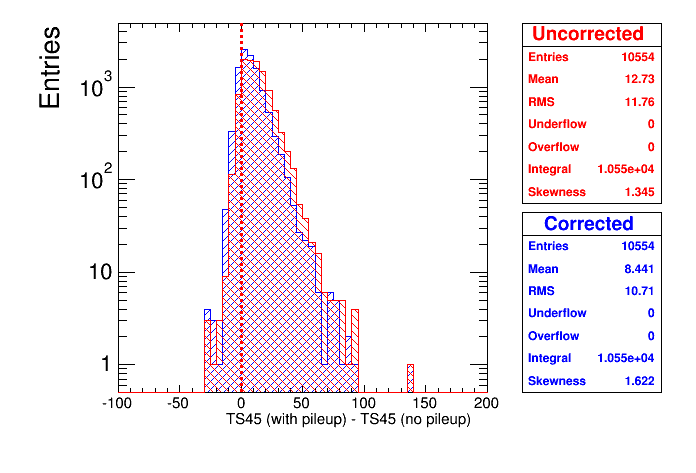 Entries
10³
10²
10
1
-100 -50 0 50 100 150 200
TS45 (with pileup) - TS45 (no pileup)
Uncorrected
Entries 10554
Mean 12.73
RMS 11.76
Underflow 0
Overflow 0
Integral 1.055e+04
Skewness 1.345
Corrected
Entries 10554
Mean 8.441
RMS 10.71
Underflow 0
Overflow 0
Integral 1.055e+04
Skewness 1.622